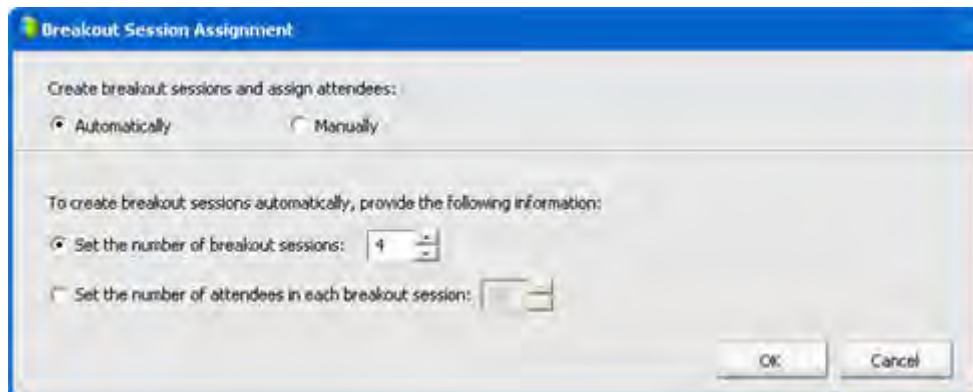 Breakout Session Assignment
Create breakout sessions and assign attendees:
Automatically Manually
To create breakout sessions automatically, provide the following information:
Set the number of breakout sessions: 4
Set the number of attendees in each breakout session:
OK Cancel